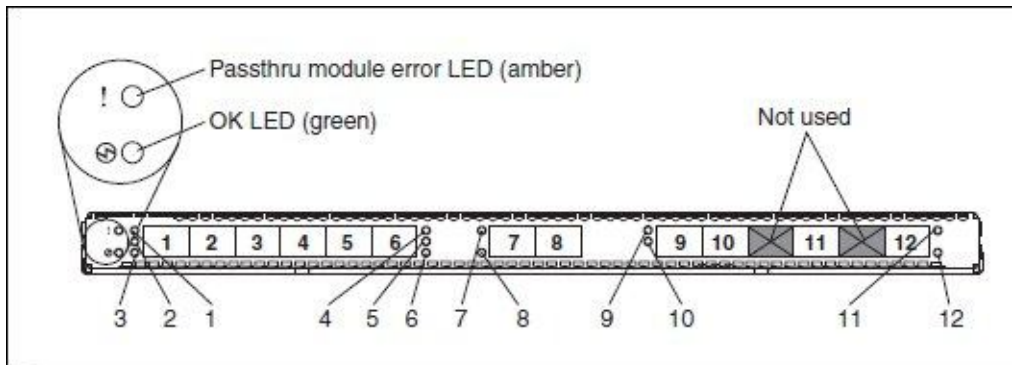 Passthru module error LED (amber)
!
OK LED (green)
Not used
1 2 3 4 5 6 7 8 9 10 11 12
3 2 1 4 5 6 7 8 9 10 11 12